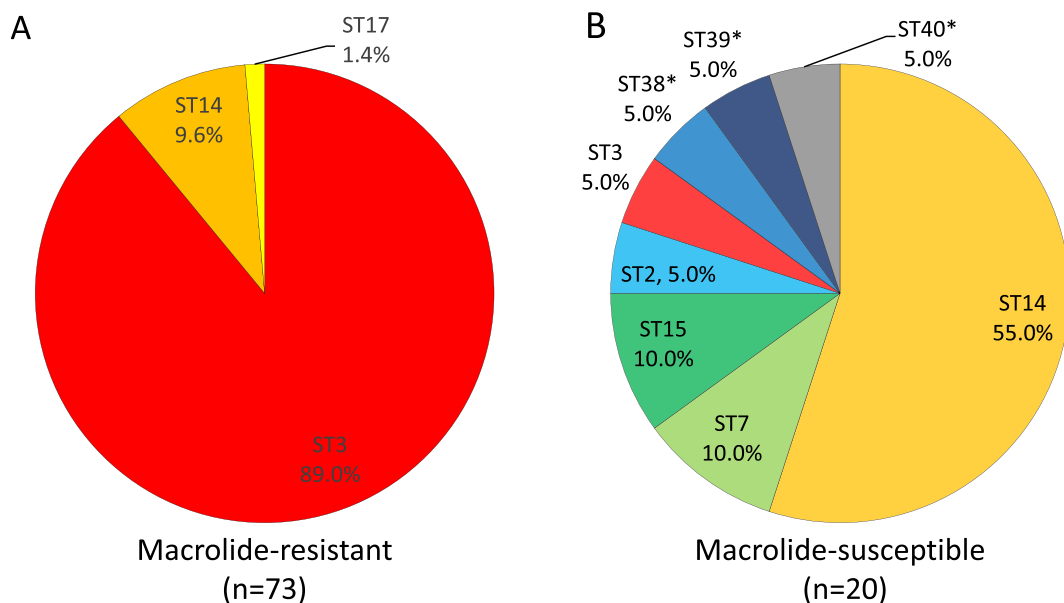 A
ST17
1.4%
ST14
9.6%
ST3
89.0%
Macrolide-resistant
(n=73)
B
ST40*
5.0%
ST39*
5.0%
ST38*
5.0%
ST3
5.0%
ST2, 5.0%
ST15
10.0%
ST7
10.0%
ST14
55.0%
Macrolide-susceptible
(n=20)